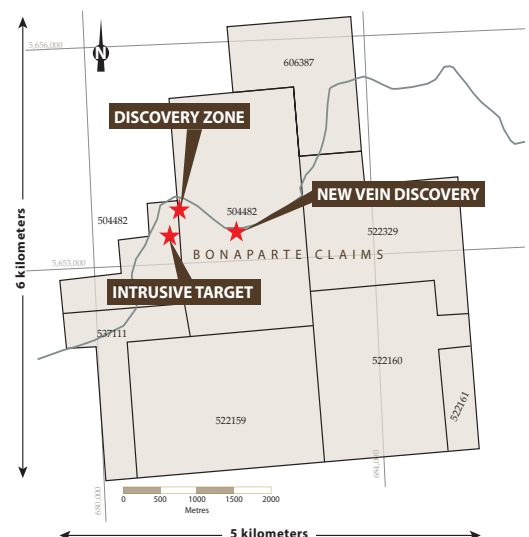 5,656,000
N
606387
DISCOVERY ZONE
NEW VEIN DISCOVERY
504482
504482
522329
BONAPARTE CLAIMS
5,653,000
INTRUSIVE TARGET
6 kilometers
537111
522160
522161
522159
684,000
680,000
0 500 1000 1500 2000
Metres
5 kilometers